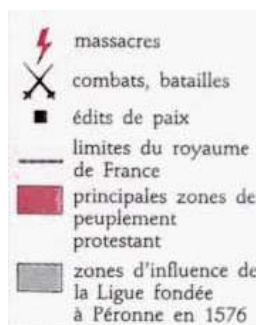 massacres
combats, batailles
édits de paix
limites du royaume
de France
principales zones de
peuplement
protestant
zones d'influence de
la Ligue fondée
à Péronne en 1576